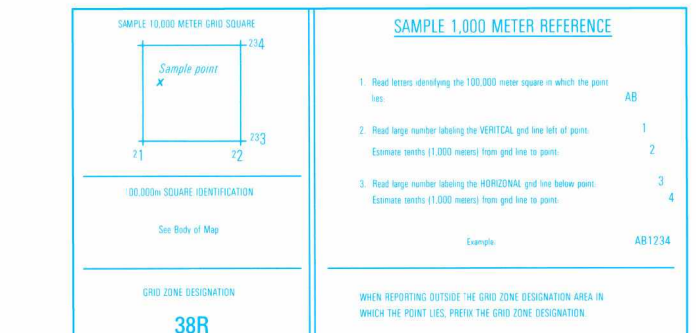 SAMPLE 10,000 METER GRID SQUARE
234
Sample point
x
233
21
22
100,000m SQUARE IDENTIFICATION
See Body of Map
GRID ZONE DESIGNATION
38R
SAMPLE 1,000 METER REFERENCE
1. Read letters identifying the 100,000 meter square in which the point
lies. AB
2. Read large number labeling the VERITCAL grid line left of point. 1
Estimate tenths (1,000 meters) from grid line to point. 2
3. Read large number labeling the HORIZONAL grid line below point. 3
Estimate tenths (1,000 meters) from grid line to point. 4
Example: AB1234
WHEN REPORTING OUTSIDE THE GRID ZONE DESIGNATION AREA IN
WHICH THE POINT LIES, PREFIX THE GRID ZONE DESIGNATION.